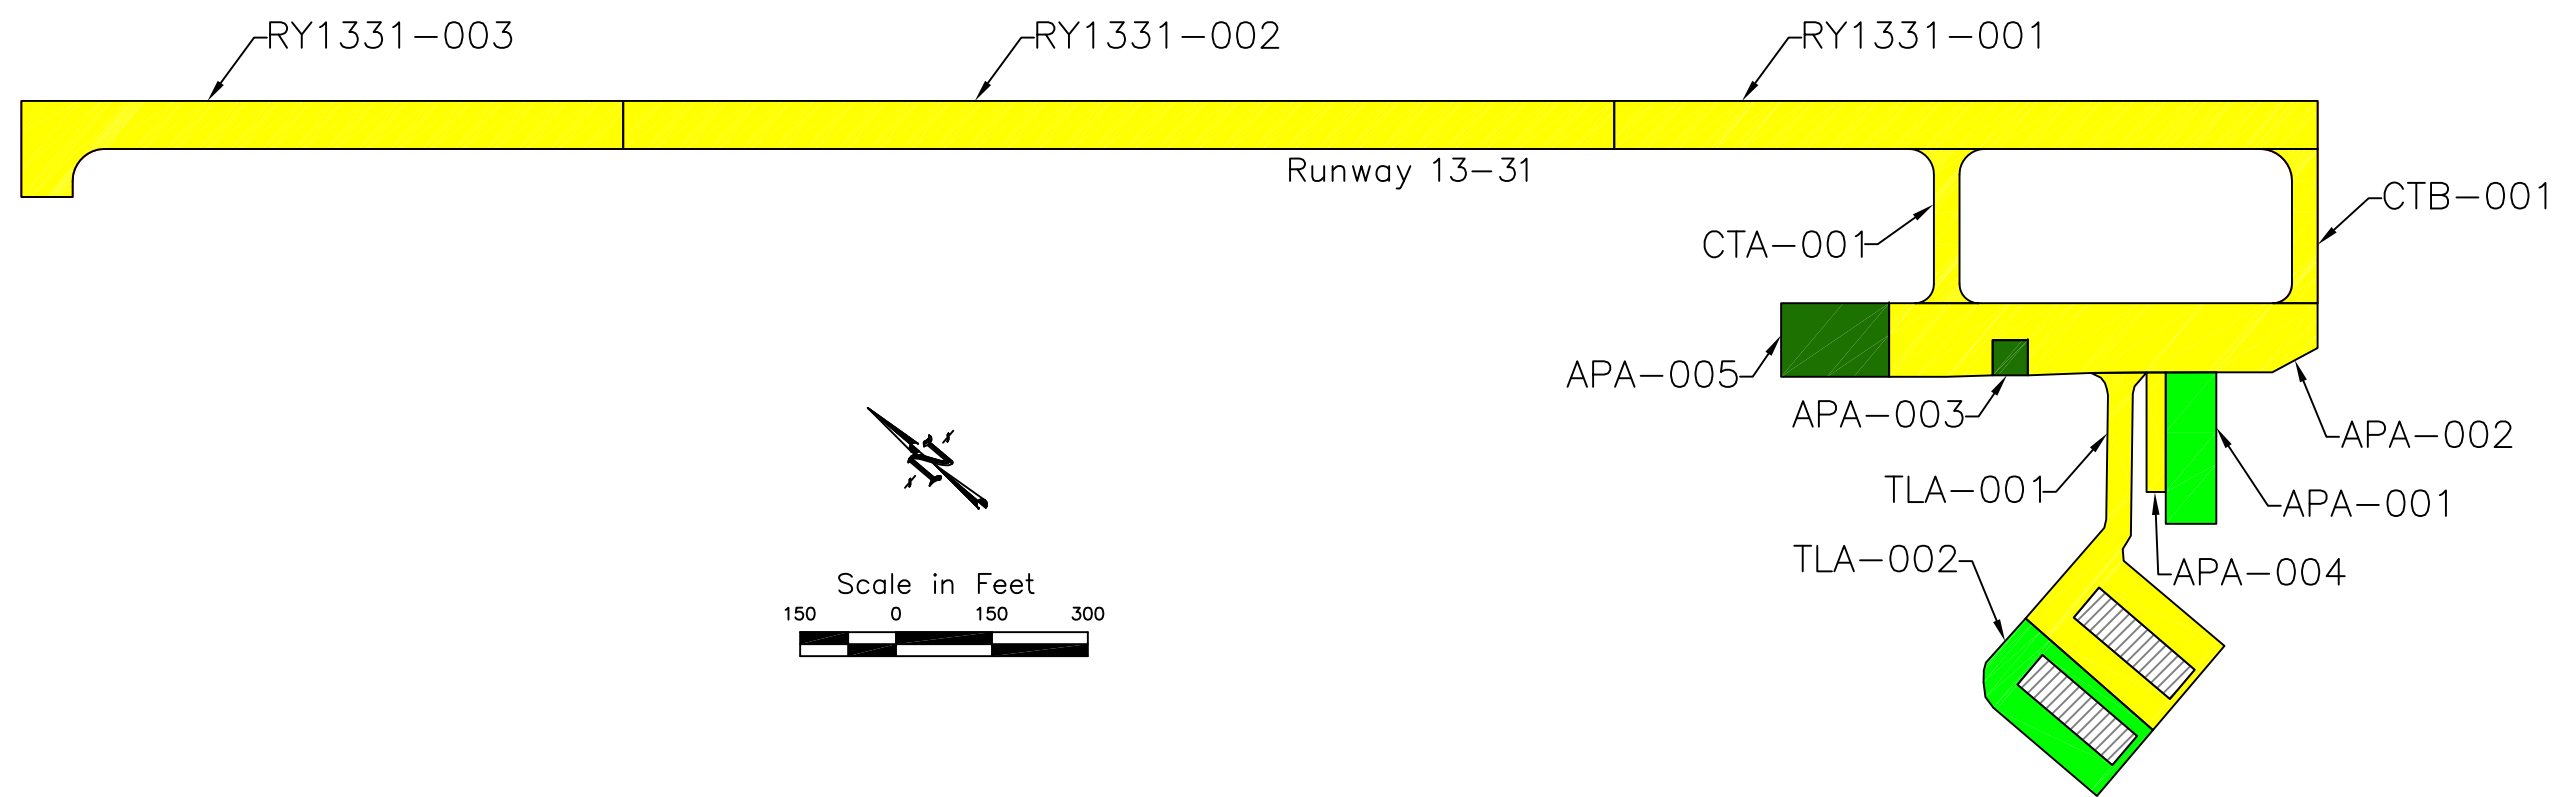 RY1331-003
RY1331-002
RY1331-001
Runway 13-31
CTB-001
CTA-001
APA-005
APA-003
APA-002
N
TLA-001
APA-001
TLA-002
APA-004
Scale in Feet
150 0 150 300